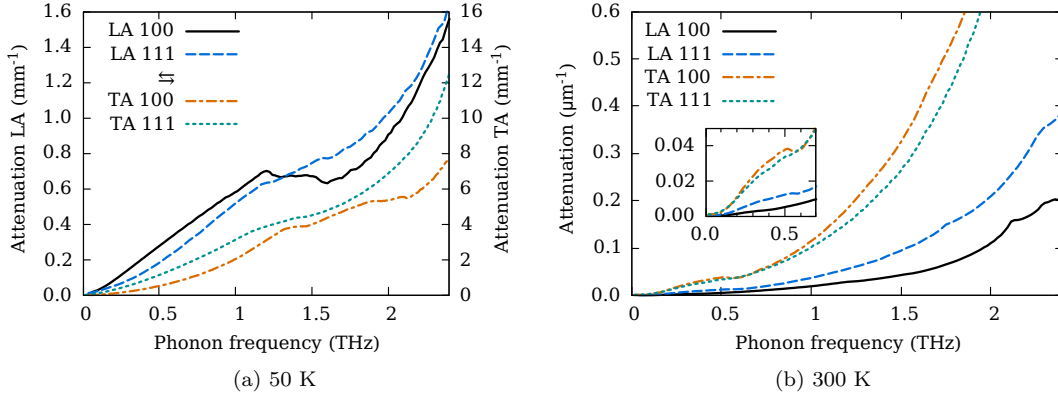 Attenuation LA (mm⁻¹)
1.6
1.4
1.2
1.0
0.8
0.6
0.4
0.2
0.0
LA 100
LA 111
⇆
TA 100
TA 111
16
14
12
10
8
6
4
2
0
Attenuation TA (mm⁻¹)
0 0.5 1 1.5 2
Phonon frequency (THz)
(a) 50 K
Attenuation (μm⁻¹)
0.6
0.5
0.4
0.3
0.2
0.1
0.0
LA 100
LA 111
TA 100
TA 111
0.04
0.02
0.00
0.0 0.5
0 0.5 1 1.5 2
Phonon frequency (THz)
(b) 300 K